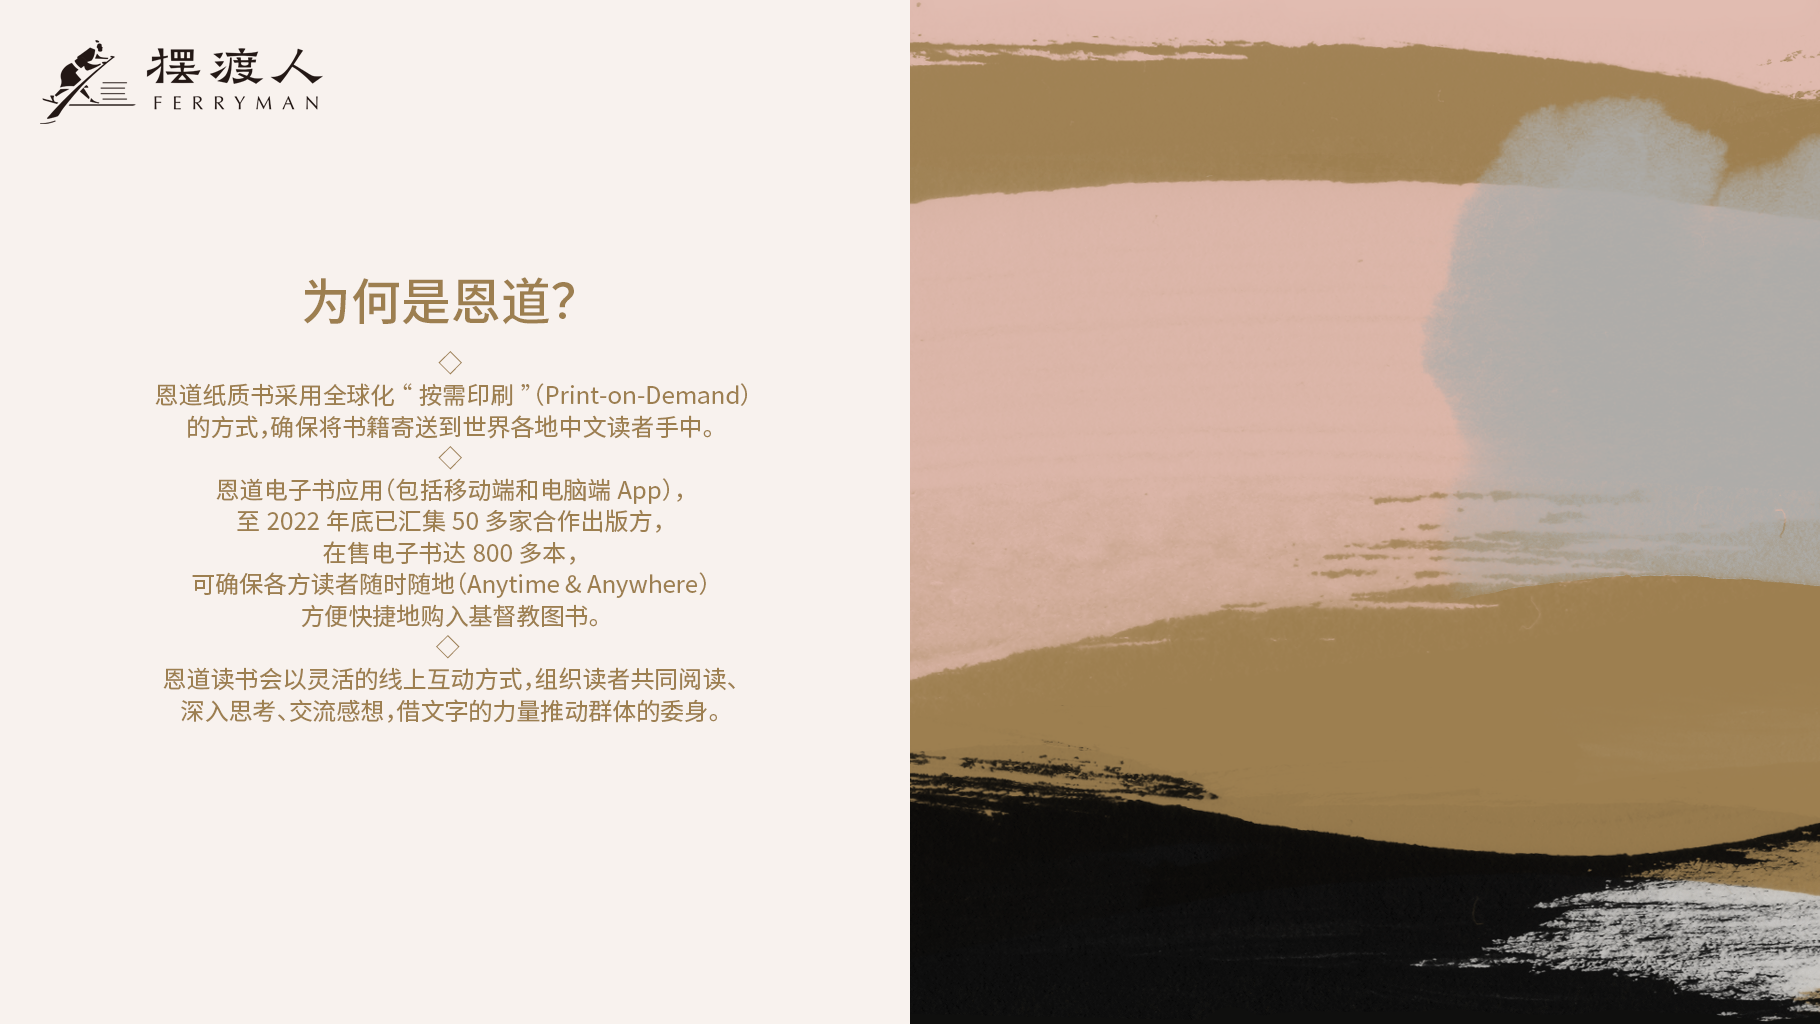 摆渡人
FERRYMAN
为何是恩道？
恩道纸质书采用全球化 “ 按需印刷 ”（Print-on-Demand）
的方式，确保将书籍寄送到世界各地中文读者手中。
恩道电子书应用（包括移动端和电脑端 App），
至 2022 年底已汇集 50 多家合作出版方，
在售电子书达 800 多本，
可确保各方读者随时随地（Anytime & Anywhere）
方便快捷地购入基督教图书。
恩道读书会以灵活的线上互动方式，组织读者共同阅读、
深入思考、交流感想，借文字的力量推动群体的委身。